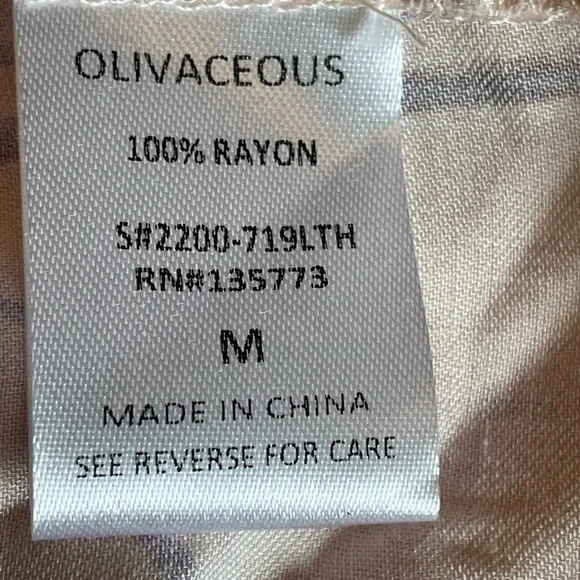 OLIVACEOUS
100% RAYON
S#2200-719LTH
RN#135773
M
MADE IN CHINA
SEE REVERSE FOR CARE